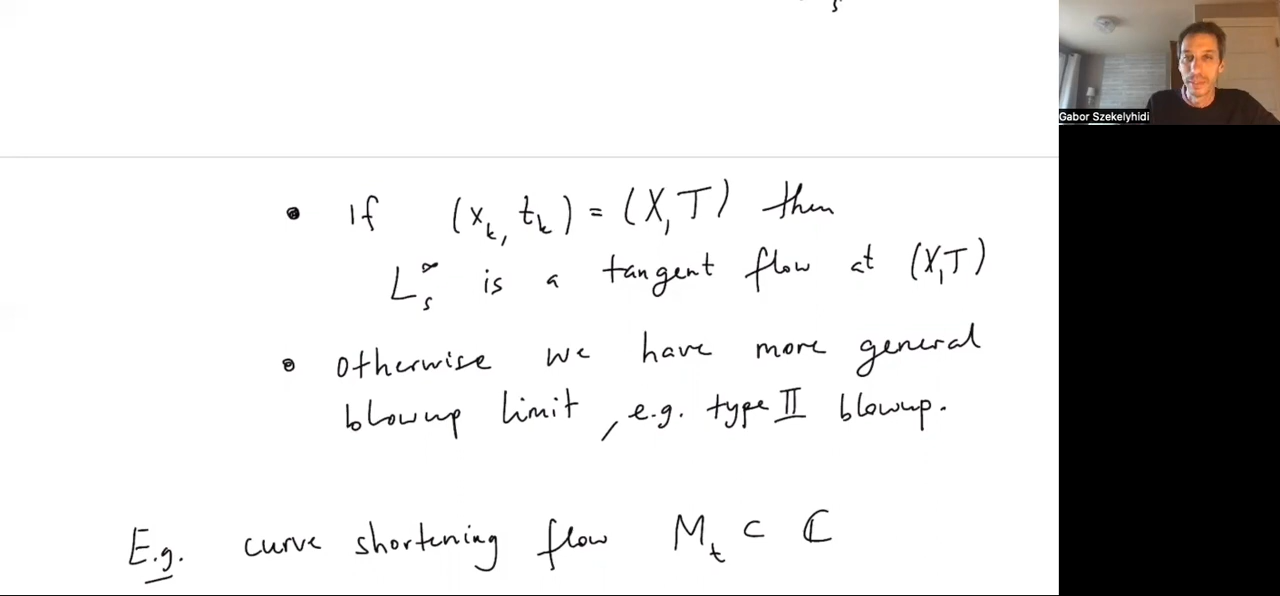 s
Gabor Szekelyhidi
• If (x_k, t_k) = (X, T) then
L_s^∞ is a tangent flow at (X, T)
• otherwise we have more general
blowup limit, e.g. type II blowup.
E.g. curve shortening flow M_t ⊂ ℂ